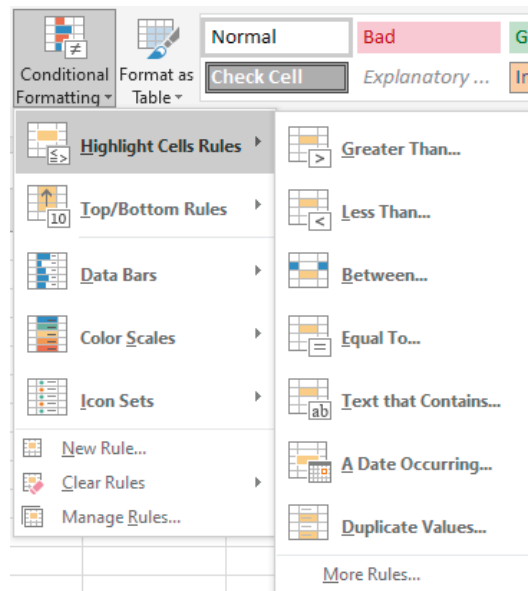 Conditional Formatting
Format as Table
Normal
Bad
G
Check Cell
Explanatory ...
In
Highlight Cells Rules
Top/Bottom Rules
10
Data Bars
Color Scales
Icon Sets
New Rule...
Clear Rules
Manage Rules...
Greater Than...
Less Than...
Between...
Equal To...
ab
Text that Contains...
A Date Occurring...
Duplicate Values...
More Rules...